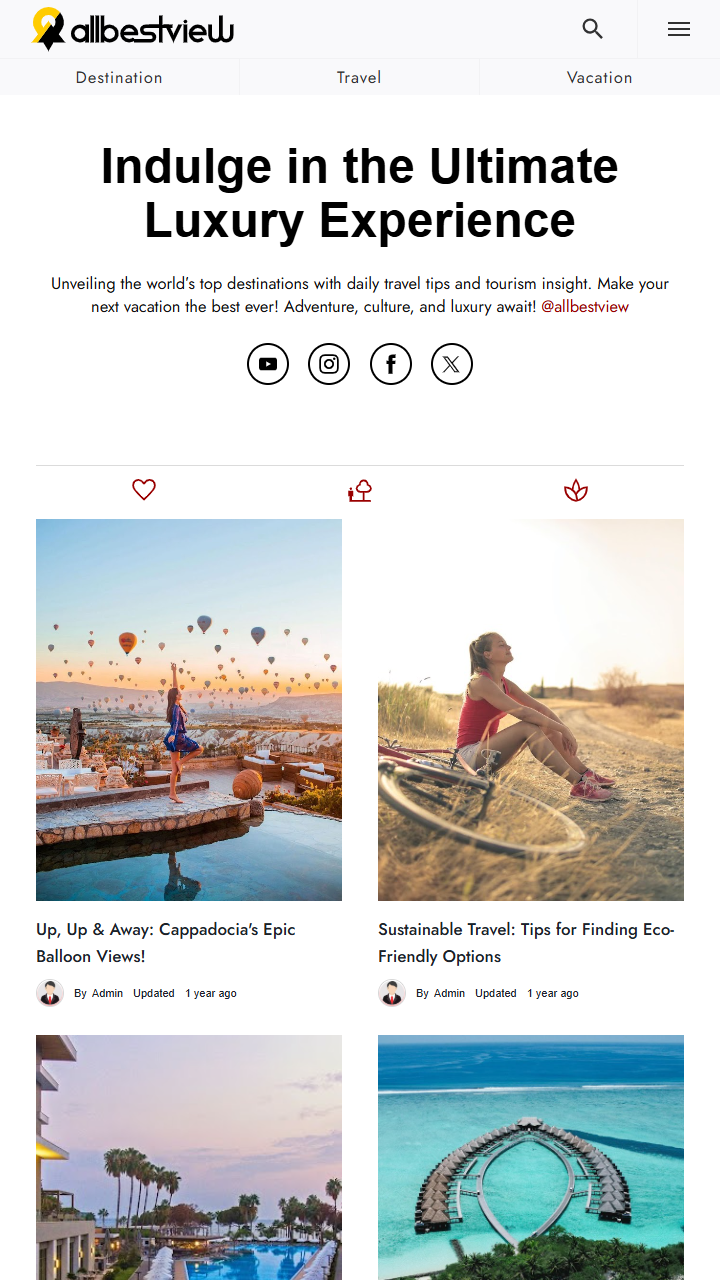 allbestview
Destination
Travel
Vacation
Indulge in the Ultimate
Luxury Experience
Unveiling the world's top destinations with daily travel tips and tourism insight. Make your
next vacation the best ever! Adventure, culture, and luxury await! @allbestview
Up, Up & Away: Cappadocia's Epic
Balloon Views!
By Admin Updated 1 year ago
Sustainable Travel: Tips for Finding Eco-
Friendly Options
By Admin Updated 1 year ago